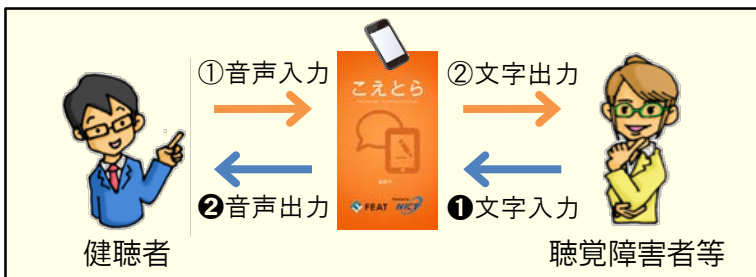 ①音声入力
②文字出力
こえとら
FEAT
NICT
❷音声出力
❶文字入力
健聴者
聴覚障害者等